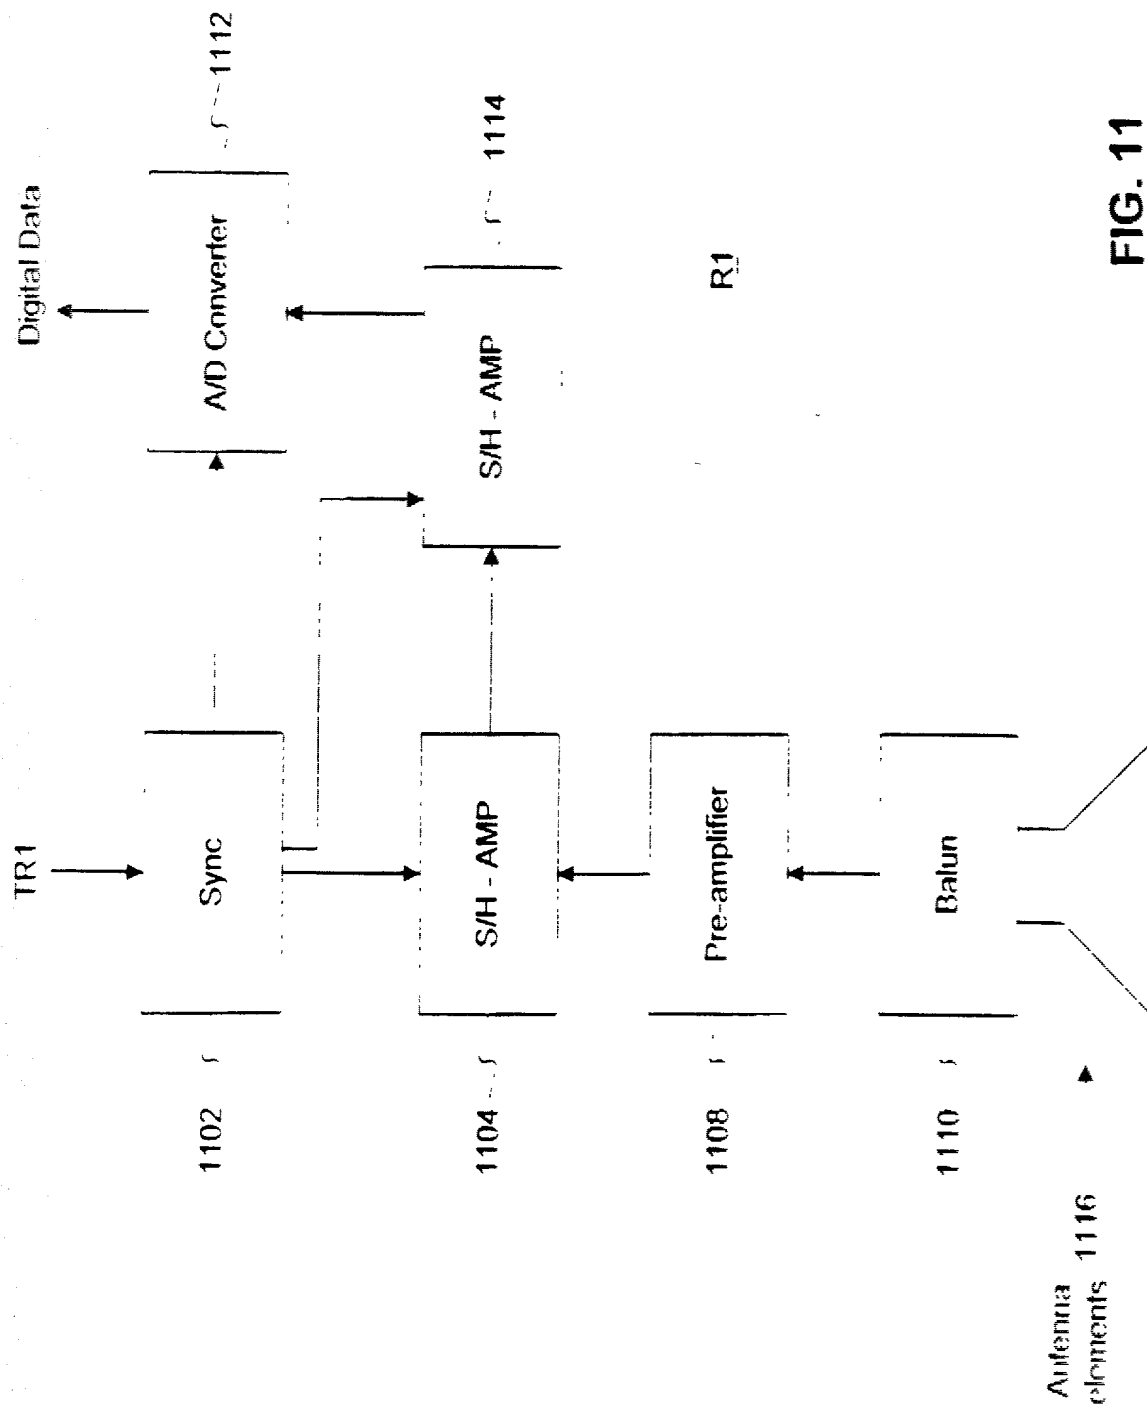 TR1
Digital Data
1102
Sync
A/D Converter
1112
1104
S/H - AMP
S/H - AMP
1114
1108
Pre-amplifier
R1
1110
Balun
Antenna
elements 1116
FIG. 11